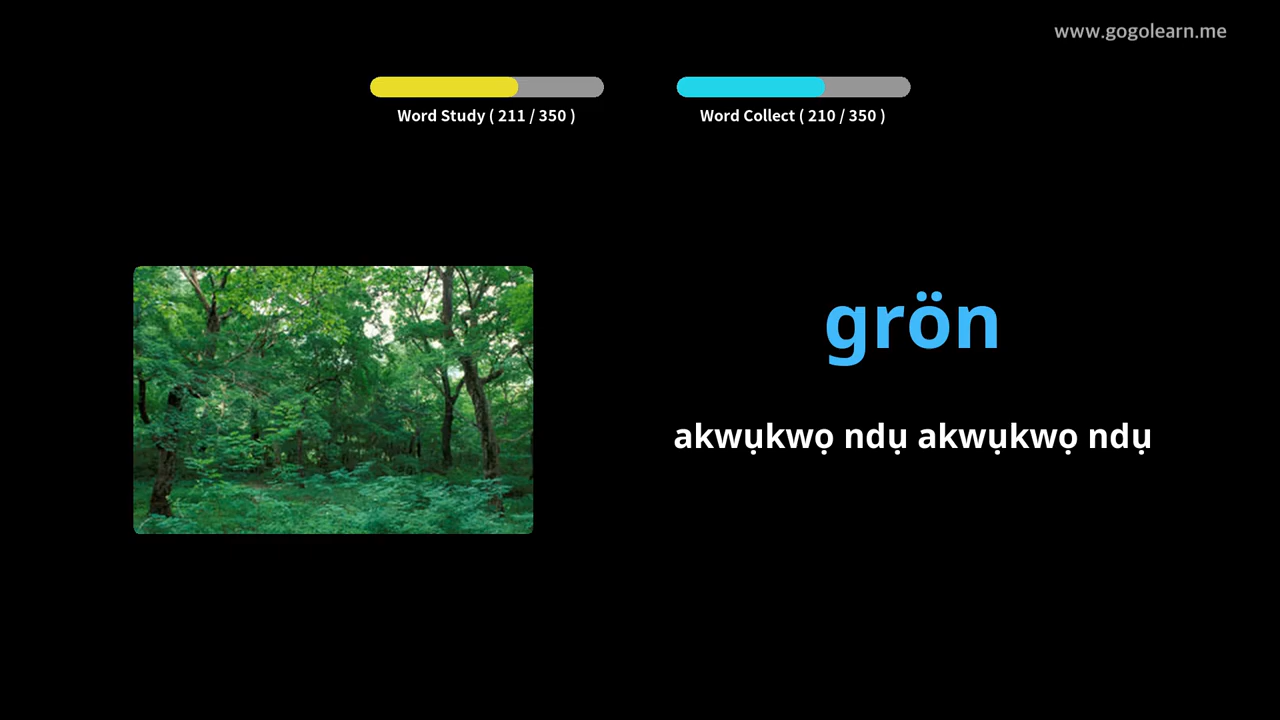 www.gogolearn.me
Word Study ( 211 / 350 )
Word Collect ( 210 / 350 )
grön
akwụkwọ ndụ akwụkwọ ndụ